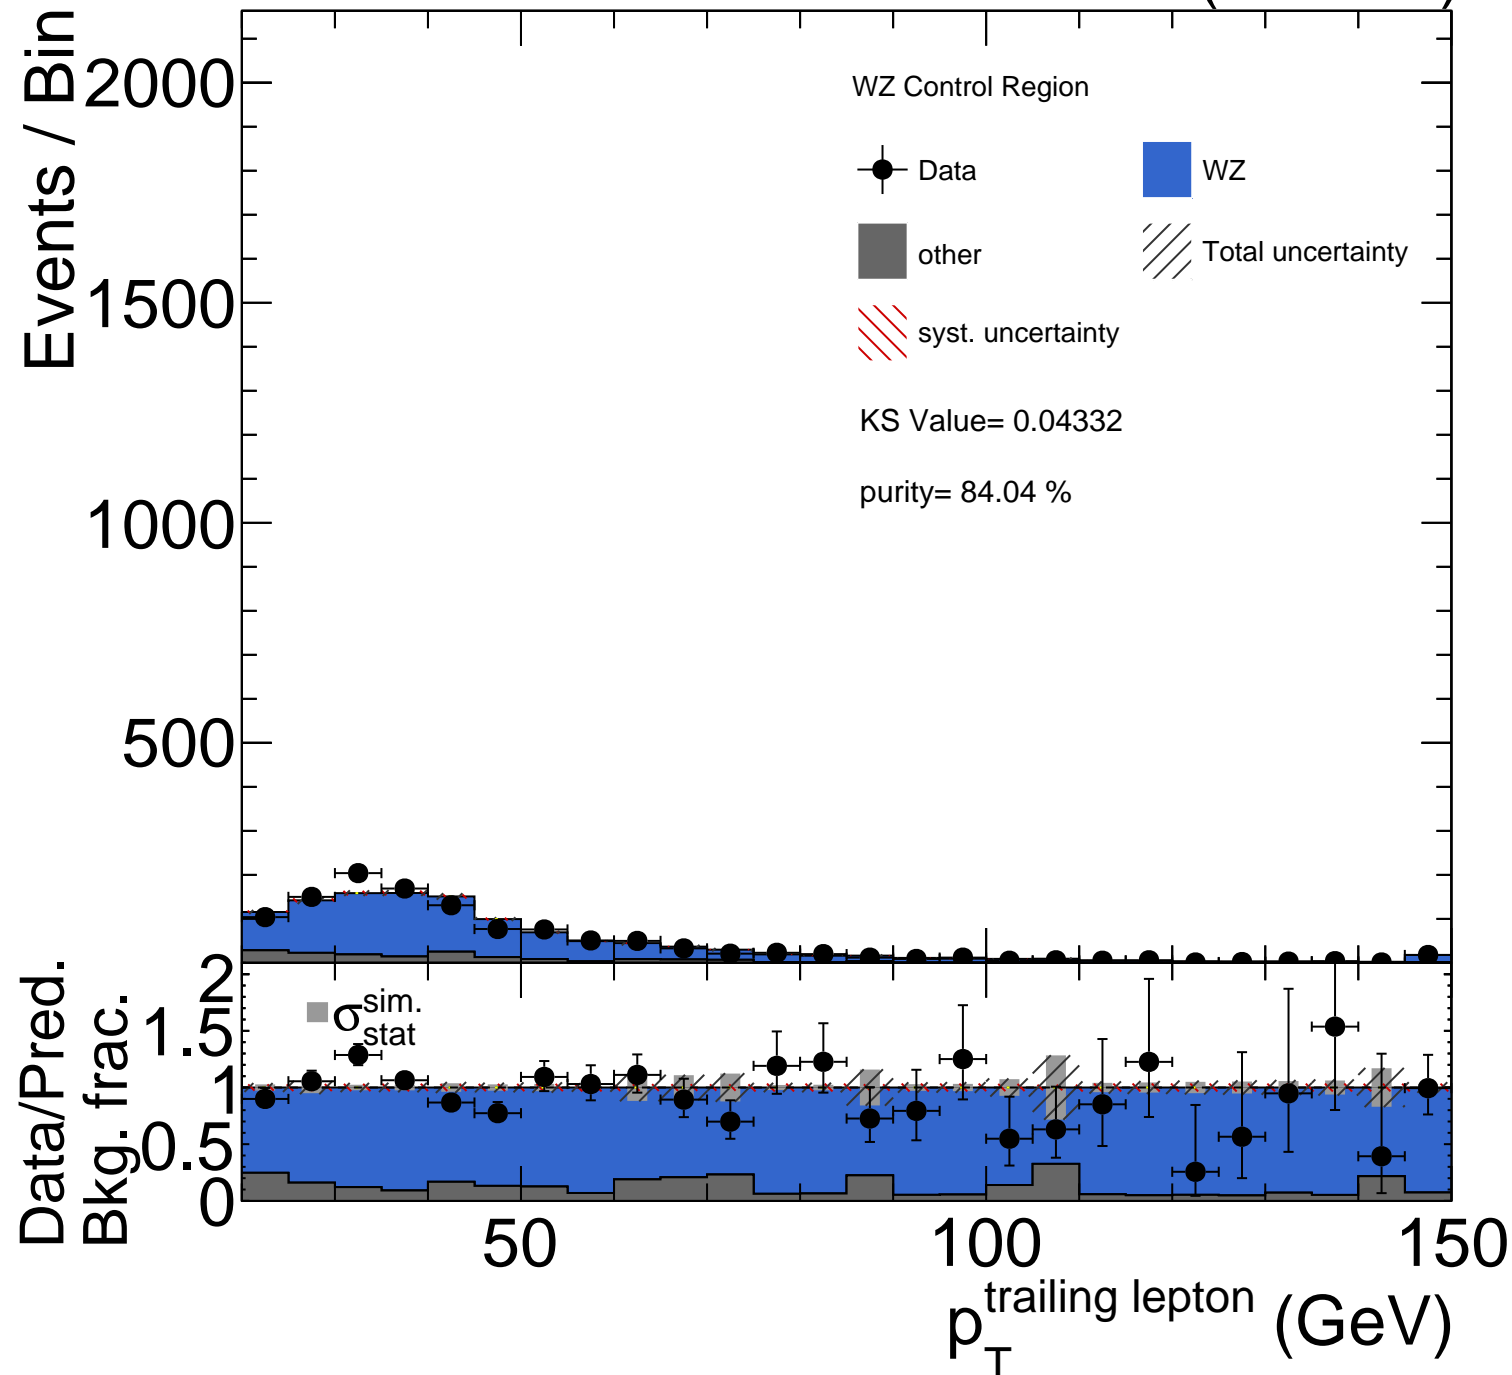 Events / Bin
2000
1500
1000
500
WZ Control Region
Data
WZ
other
Total uncertainty
syst. uncertainty
KS Value= 0.04332
purity= 84.04 %
Data/Pred.
Bkg. frac.
2
1.5
1
0.5
0
σ sim. stat
50
100
150
p_T^trailing lepton (GeV)